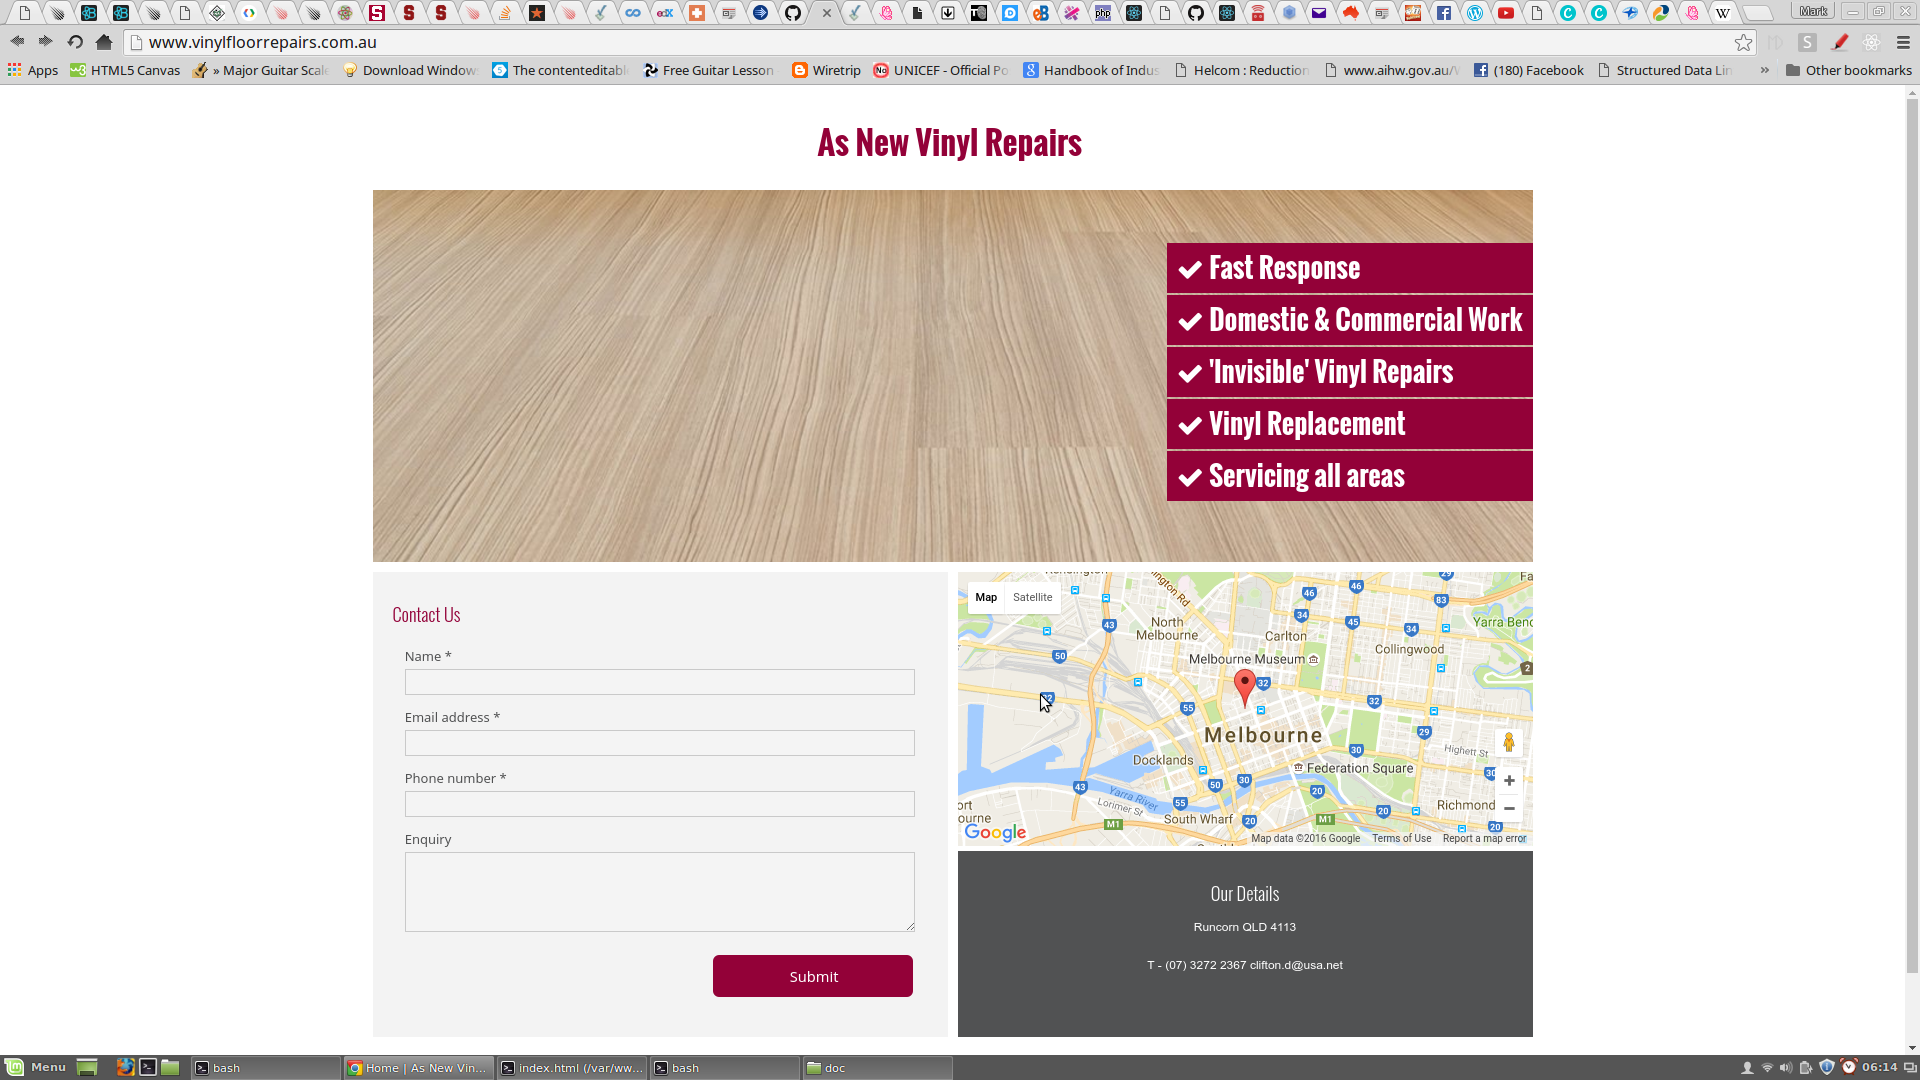 Mark
www.vinylfloorrepairs.com.au
Apps
HTML5 Canvas
» Major Guitar Scale
Download Window
The contenteditabl
Free Guitar Lesson
Wiretrip
UNICEF - Official Po
Handbook of Indus
Helcom : Reduction
www.aihw.gov.au/
(180) Facebook
Structured Data Lin
»
Other bookmarks
As New Vinyl Repairs
Fast Response
Domestic & Commercial Work
'Invisible' Vinyl Repairs
Vinyl Replacement
Servicing all areas
Contact Us
Name *
Email address *
Phone number *
Enquiry
Submit
Map
Satellite
North
Melbourne
Carlton
Collingwood
Yarra Bend
Melbourne Museum
Melbourne
Docklands
Federation Square
Highett St
Yarra River
Lorimer St
South Wharf
Richmond
M1
M1
Google
Map data ©2016 Google
Terms of Use
Report a map error
Our Details
Runcorn QLD 4113
T - (07) 3272 2367 clifton.d@usa.net
Menu
bash
Home | As New Vin...
index.html (/var/ww...
bash
doc
06:14